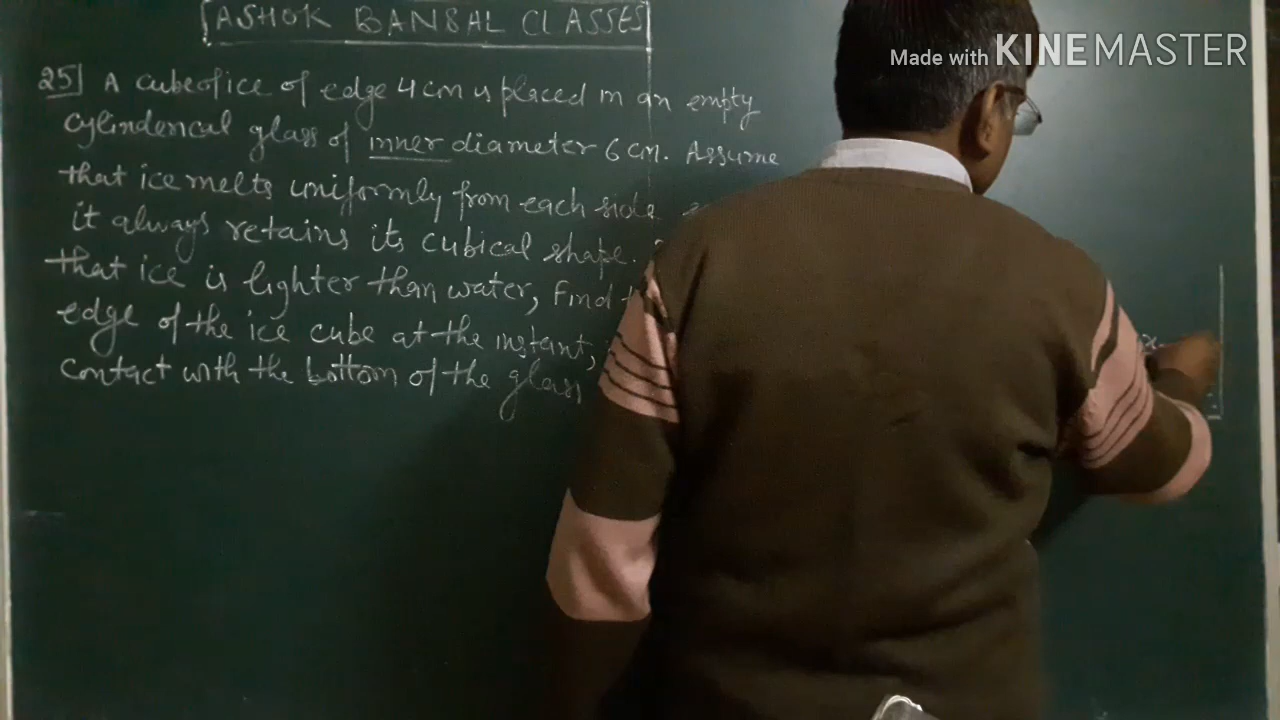 ASHOK BANSAL CLASSES
Made with KINEMASTER
25] A cube of ice of edge 4 cm is placed in an empty
cylinderical glass of inner diameter 6 cm. Assume
that ice melts uniformly from each side
it always retains its cubical shape.
that ice is lighter than water, Find
edge of the ice cube at the instant,
contact with the bottom of the glass
x